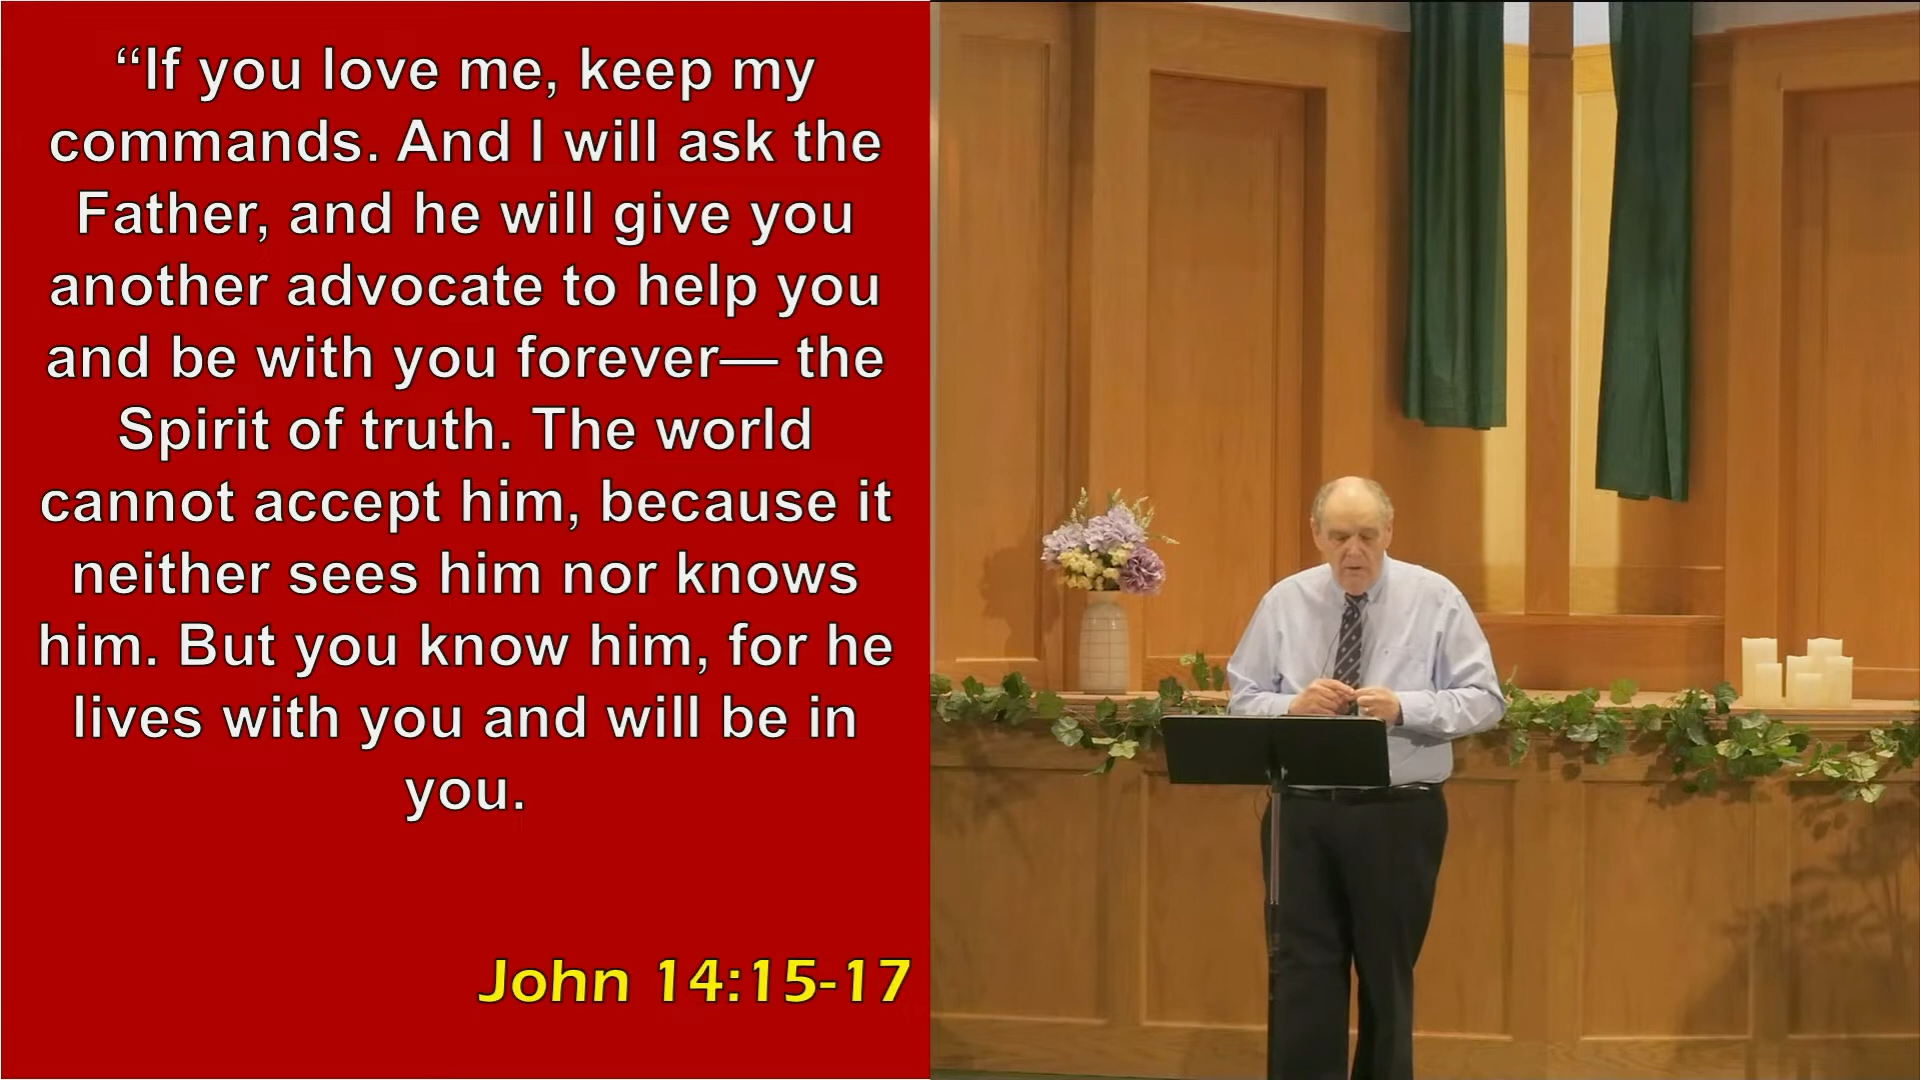 “If you love me, keep my
commands. And I will ask the
Father, and he will give you
another advocate to help you
and be with you forever— the
Spirit of truth. The world
cannot accept him, because it
neither sees him nor knows
him. But you know him, for he
lives with you and will be in
you.
John 14:15-17